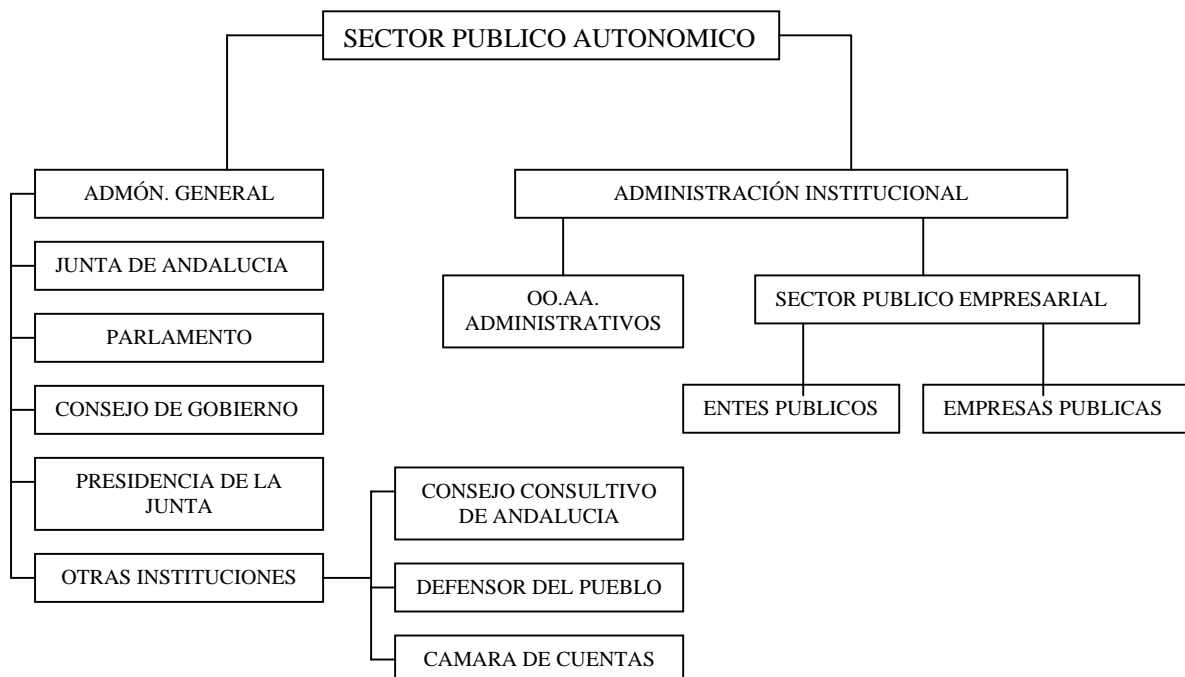 SECTOR PUBLICO AUTONOMICO
ADMÓN. GENERAL
ADMINISTRACIÓN INSTITUCIONAL
JUNTA DE ANDALUCIA
OO.AA.
ADMINISTRATIVOS
SECTOR PUBLICO EMPRESARIAL
PARLAMENTO
CONSEJO DE GOBIERNO
ENTES PUBLICOS
EMPRESAS PUBLICAS
PRESIDENCIA DE LA
JUNTA
CONSEJO CONSULTIVO
DE ANDALUCIA
OTRAS INSTITUCIONES
DEFENSOR DEL PUEBLO
CAMARA DE CUENTAS